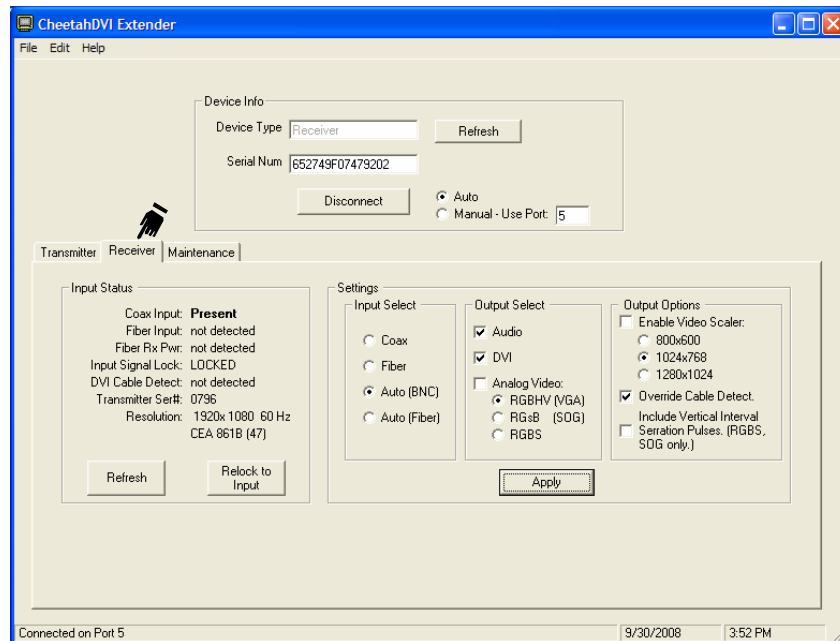 CheetahDVI Extender
File Edit Help
Device Info
Device Type Receiver Refresh
Serial Num 652749F07479202
Disconnect Auto
Manual - Use Port: 5
Transmitter Receiver Maintenance
Input Status
Coax Input: Present
Fiber Input: not detected
Fiber Rx Pwr: not detected
Input Signal Lock: LOCKED
DVI Cable Detect: not detected
Transmitter Ser#: 0796
Resolution: 1920x 1080 60 Hz
CEA 861B (47)
Refresh
Relock to
Input
Settings
Input Select
Coax
Fiber
Auto (BNC)
Auto (Fiber)
Output Select
Audio
DVI
Analog Video:
RGBHV (VGA)
RGsB (SOG)
RGBS
Output Options
Enable Video Scaler:
800x600
1024x768
1280x1024
Override Cable Detect.
Include Vertical Interval
Serration Pulses. (RGBS,
SOG only.)
Apply
Connected on Port 5 9/30/2008 3:52 PM